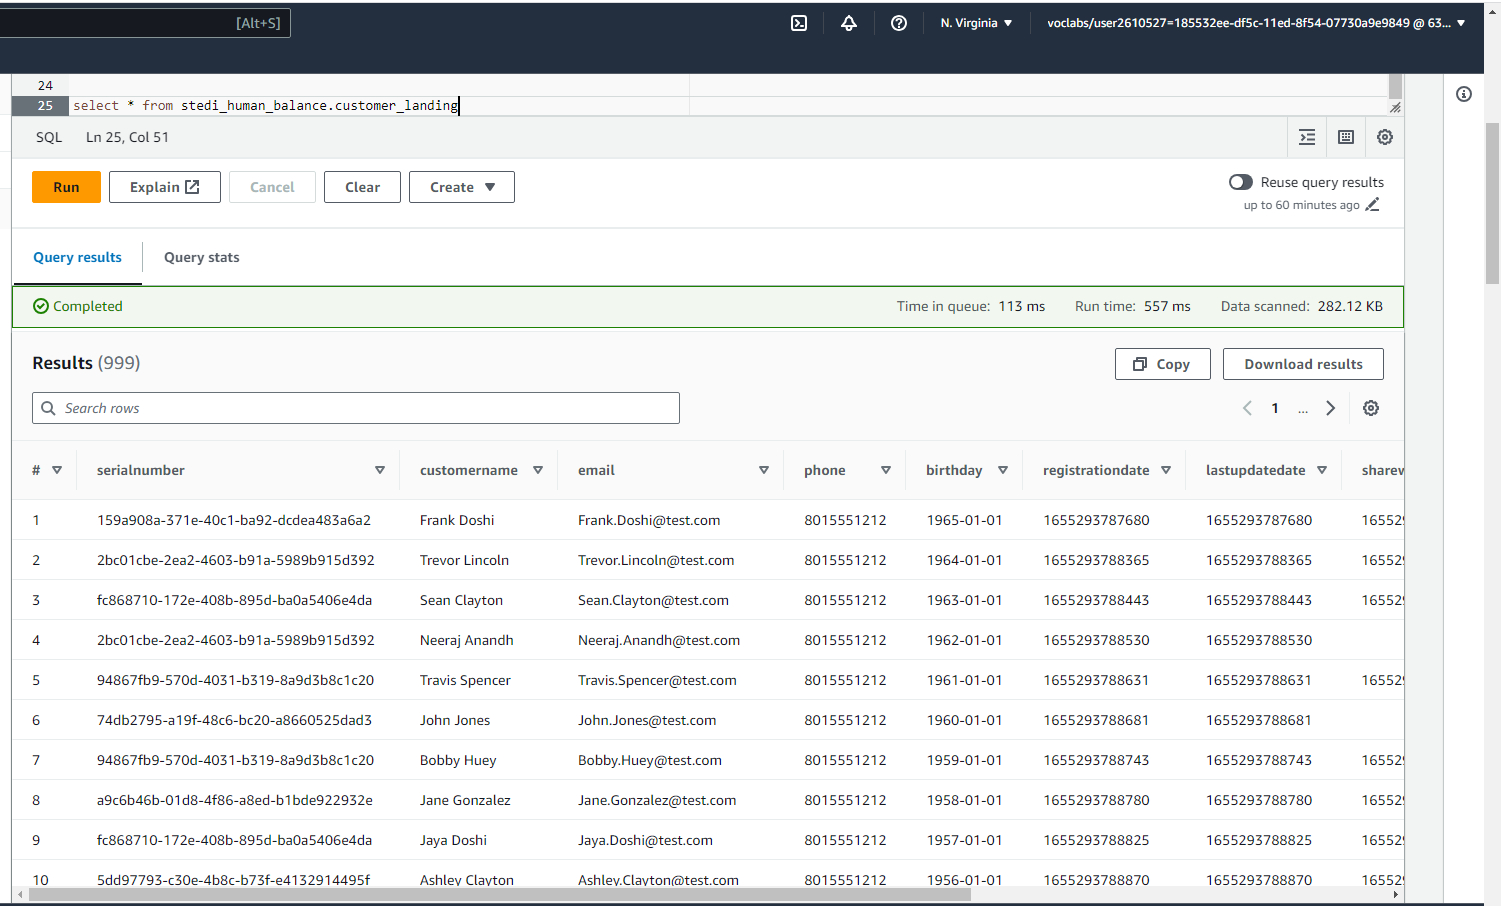 [Alt+S] N. Virginia voclabs/user2610527=185532ee-df5c-11ed-8f54-07730a9e9849 @ 63...
24
25 select * from stedi_human_balance.customer_landing
SQL Ln 25, Col 51
Run Explain Cancel Clear Create Reuse query results
up to 60 minutes ago
Query results Query stats
Completed Time in queue: 113 ms Run time: 557 ms Data scanned: 282.12 KB
Results (999) Copy Download results
Search rows 1 ...
# serialnumber customername email phone birthday registrationdate lastupdatedate sharew
1 159a908a-371e-40c1-ba92-dcdea483a6a2 Frank Doshi Frank.Doshi@test.com 8015551212 1965-01-01 1655293787680 1655293787680 16552
2 2bc01cbe-2ea2-4603-b91a-5989b915d392 Trevor Lincoln Trevor.Lincoln@test.com 8015551212 1964-01-01 1655293788365 1655293788365 16552
3 fc868710-172e-408b-895d-ba0a5406e4da Sean Clayton Sean.Clayton@test.com 8015551212 1963-01-01 1655293788443 1655293788443 16552
4 2bc01cbe-2ea2-4603-b91a-5989b915d392 Neeraj Anandh Neeraj.Anandh@test.com 8015551212 1962-01-01 1655293788530 1655293788530
5 94867fb9-570d-4031-b319-8a9d3b8c1c20 Travis Spencer Travis.Spencer@test.com 8015551212 1961-01-01 1655293788631 1655293788631 16552
6 74db2795-a19f-48c6-bc20-a8660525dad3 John Jones John.Jones@test.com 8015551212 1960-01-01 1655293788681 1655293788681
7 94867fb9-570d-4031-b319-8a9d3b8c1c20 Bobby Huey Bobby.Huey@test.com 8015551212 1959-01-01 1655293788743 1655293788743 16552
8 a9c6b46b-01d8-4f86-a8ed-b1bde922932e Jane Gonzalez Jane.Gonzalez@test.com 8015551212 1958-01-01 1655293788780 1655293788780 16552
9 fc868710-172e-408b-895d-ba0a5406e4da Jaya Doshi Jaya.Doshi@test.com 8015551212 1957-01-01 1655293788825 1655293788825 16552
10 5dd97793-c30e-4b8c-b73f-e4132914495f Ashley Clayton Ashley.Clayton@test.com 8015551212 1956-01-01 1655293788870 1655293788870 16552